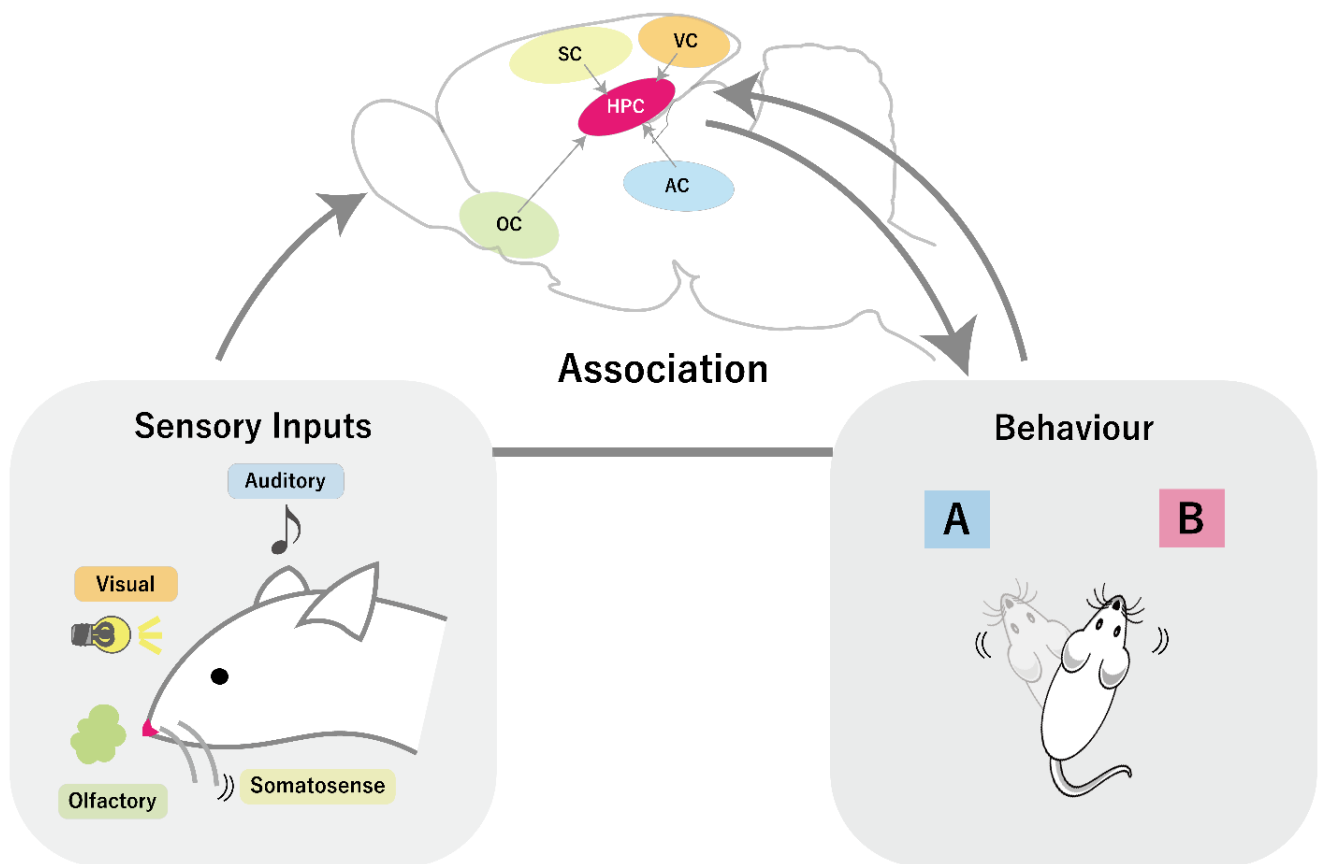 SC
VC
HPC
AC
OC
Association
Sensory Inputs
Auditory
Visual
Olfactory
Somatosense
Behaviour
A
B